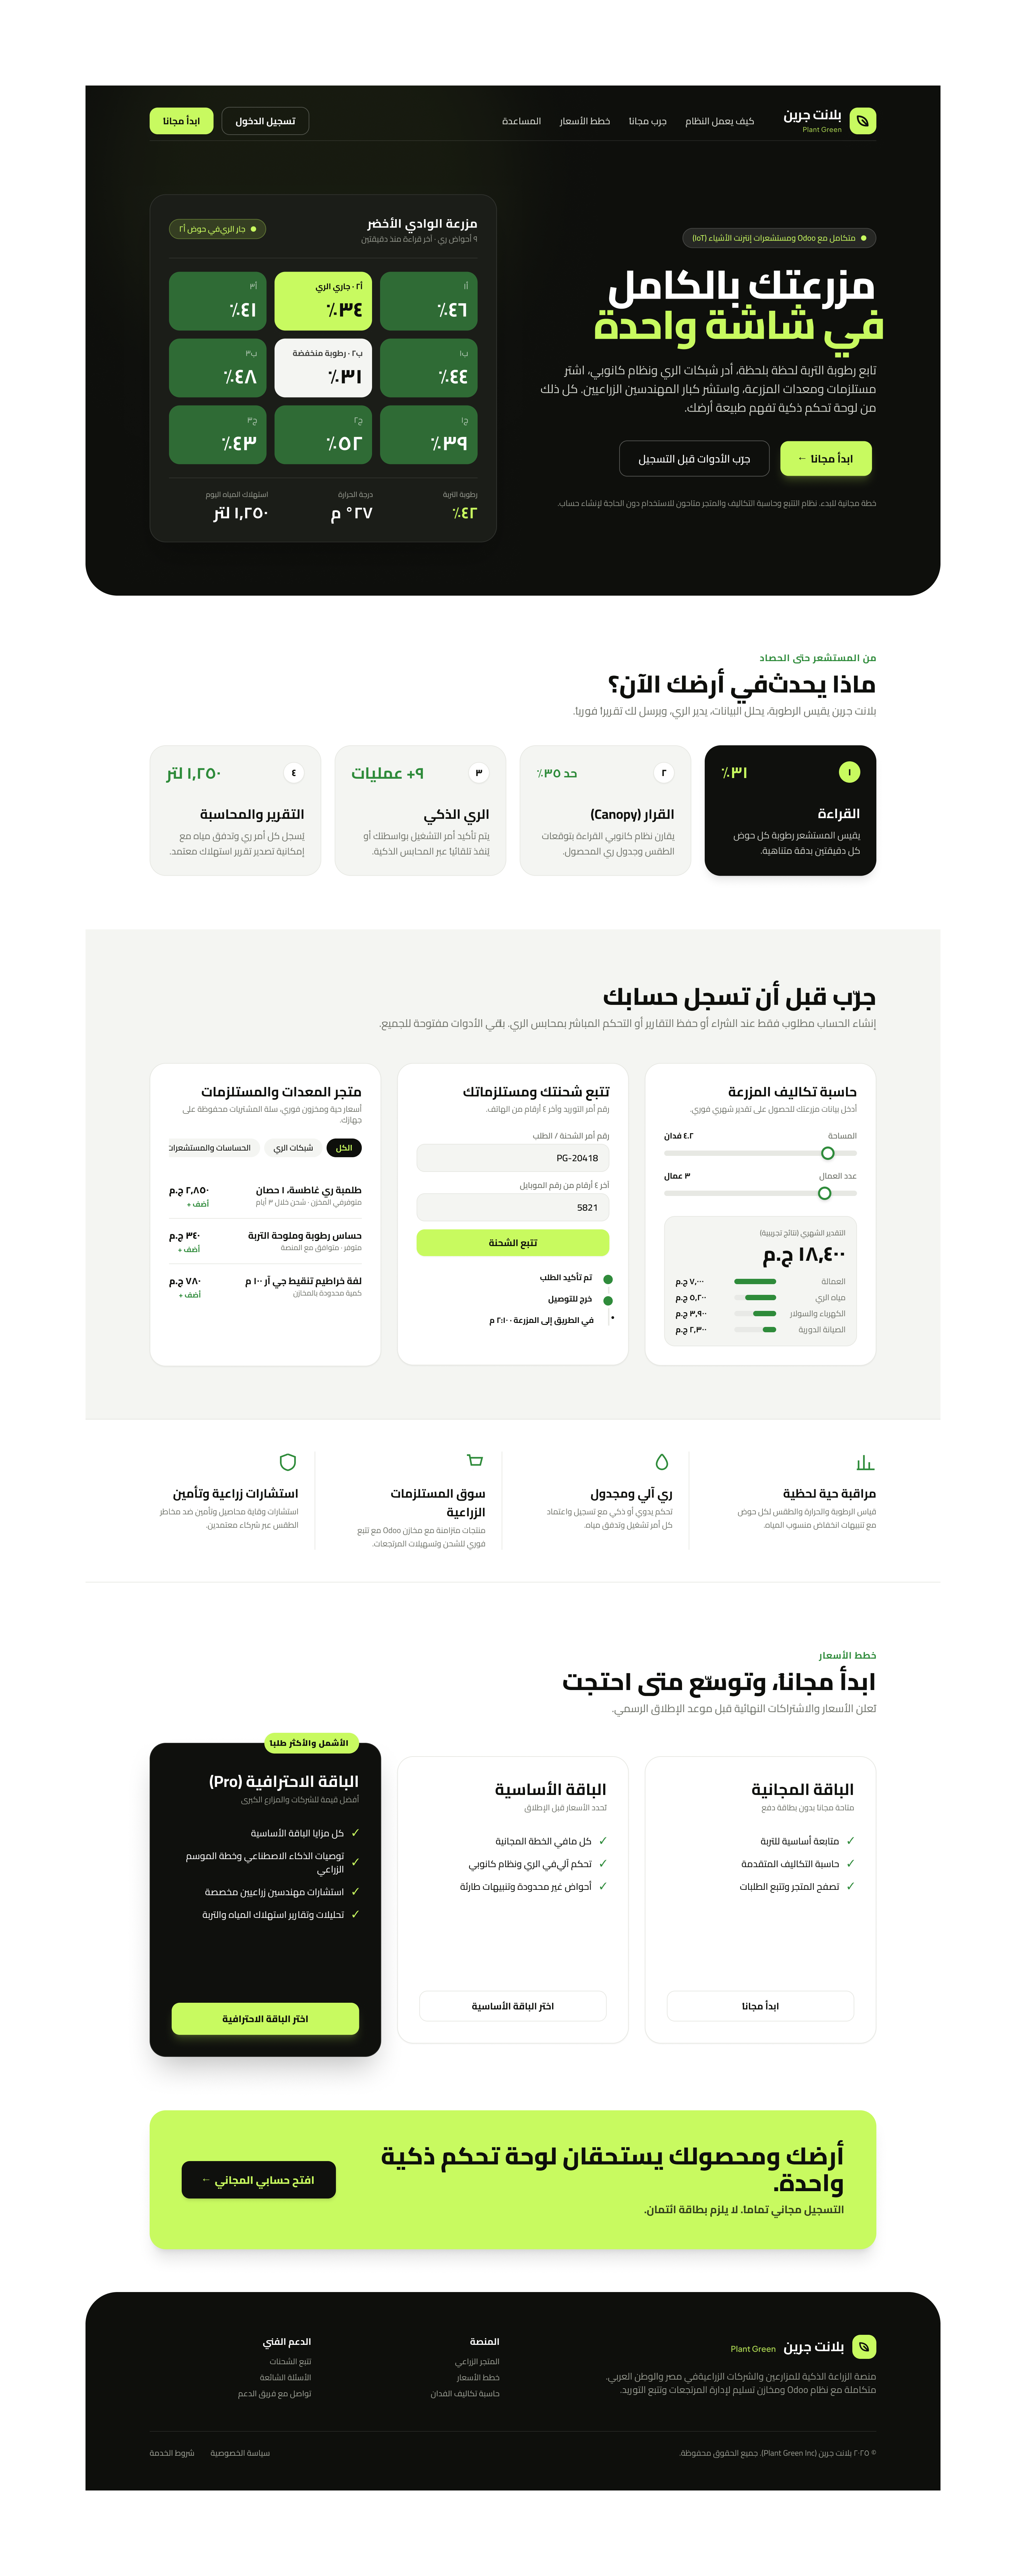 بلانت جرين
Plant Green
كيف يعمل النظام
جرب مجانًا
خطط الأسعار
المساعدة
تسجيل الدخول
ابدأ مجانًا
متكامل مع Odoo ومستشعرات إنترنت الأشياء (IoT)
مزرعتك بالكامل
في شاشة واحدة
تابع رطوبة التربة لحظة بلحظة، أدر شبكات الري ونظام كانوبي، اشتر
مستلزمات ومعدات المزرعة، واستشر كبار المهندسين الزراعيين. كل ذلك
من لوحة تحكم ذكية تفهم طبيعة أرضك.
ابدأ مجانًا ←
جرّب الأدوات قبل التسجيل
خطة مجانية للبدء. نظام التتبع وحاسبة التكاليف والمتجر متاحون للاستخدام دون الحاجة لإنشاء حساب.
مزرعة الوادي الأخضر
٩ أحواض ري · آخر قراءة منذ دقيقتين
جارٍ الري في حوض أ٢
أ١
٤٦٪
أ٢ · جاري الري
٣٤٪
أ٣
٤١٪
ب١
٤٤٪
ب٢ · رطوبة منخفضة
٣١٪
ب٣
٤٨٪
ج١
٣٩٪
ج٢
٥٢٪
ج٣
٤٣٪
رطوبة التربة
٤٢٪
درجة الحرارة
٢٧° م
استهلاك المياه اليوم
١,٢٥٠ لتر
من المستشعر حتى الحصاد
ماذا يحدث في أرضك الآن؟
بلانت جرين يقيس الرطوبة، يحلل البيانات، يدير الري، ويرسل لك تقريرًا فوريًا.
١
٣١٪
القراءة
يقيس المستشعر رطوبة كل حوض
كل دقيقتين بدقة متناهية.
٢
حد ٣٥٪
القرار (Canopy)
يقارن نظام كانوبي القراءة بتوقعات
الطقس وجدول ري المحصول.
٣
٩+ عمليات
الري الذكي
يتم تأكيد أمر التشغيل بواسطتك أو
يُنفذ تلقائيًا عبر المحابس الذكية.
٤
١,٢٥٠ لتر
التقرير والمحاسبة
يُسجل كل أمر ري وتدفق مياه مع
إمكانية تصدير تقرير استهلاك معتمد.
جرّب قبل أن تسجل حسابك
إنشاء الحساب مطلوب فقط عند الشراء أو حفظ التقارير أو التحكم المباشر بمحابس الري. باقي الأدوات مفتوحة للجميع.
حاسبة تكاليف المزرعة
أدخل بيانات مزرعتك للحصول على تقدير شهري فوري.
المساحة
٤.٢ فدان
عدد العمال
٣ عمال
التقدير الشهري (نتائج تجريبية)
١٨,٤٠٠ ج.م
العمالة
٧,٠٠٠ ج.م
مياه الري
٥,٢٠٠ ج.م
الكهرباء والسولار
٣,٩٠٠ ج.م
الصيانة الدورية
٢,٣٠٠ ج.م
تتبع شحنتك ومستلزماتك
رقم أمر التوريد وآخر ٤ أرقام من الهاتف.
رقم أمر الشحنة / الطلب
PG-20418
آخر ٤ أرقام من رقم الموبايل
5821
تتبع الشحنة
تم تأكيد الطلب
خرج للتوصيل
في الطريق إلى المزرعة ٢:١٠٠ م
متجر المعدات والمستلزمات
أسعار حية ومخزون فوري، سلة المشتريات محفوظة على
جهازك.
الكل
شبكات الري
الحساسات والمستشعرات
طلمبة ري غاطسة، ١ حصان
متوفر في المخزن · شحن خلال ٣ أيام
٢,٨٥٠ ج.م
أضف +
حساس رطوبة وملوحة التربة
متوفر · متوافق مع المنصة
٣٤٠ ج.م
أضف +
لفة خراطيم تنقيط جي آر ١٠٠ م
كمية محدودة بالمخازن
٧٨٠ ج.م
أضف +
مراقبة حية لحظية
قياس الرطوبة والحرارة والطقس لكل حوض
مع تنبيهات انخفاض منسوب المياه.
ري آلي ومجدول
تحكم يدوي أو ذكي مع تسجيل واعتماد
كل أمر تشغيل وتدفق مياه.
سوق المستلزمات
الزراعية
منتجات متزامنة مع مخازن Odoo مع تتبع
فوري للشحن وتسهيلات المرتجعات.
استشارات زراعية وتأمين
استشارات وقاية محاصيل وتأمين ضد مخاطر
الطقس عبر شركاء معتمدين.
خطط الأسعار
ابدأ مجانًا، وتوسّع متى احتجت
تُعلن الأسعار والاشتراكات النهائية قبل موعد الإطلاق الرسمي.
الباقة المجانية
متاحة مجانًا بدون بطاقة دفع
✓ متابعة أساسية للتربة
✓ حاسبة التكاليف المتقدمة
✓ تصفح المتجر وتتبع الطلبات
ابدأ مجانًا
الباقة الأساسية
تُحدد الأسعار قبل الإطلاق
✓ كل ما في الخطة المجانية
✓ تحكم آلي في الري ونظام كانوبي
✓ أحواض غير محدودة وتنبيهات طارئة
اختر الباقة الأساسية
الأشمل والأكثر طلبًا
الباقة الاحترافية (Pro)
أفضل قيمة للشركات والمزارع الكبرى
✓ كل مزايا الباقة الأساسية
✓ توصيات الذكاء الاصطناعي وخطة الموسم
الزراعي
✓ استشارات مهندسين زراعيين مخصصة
✓ تحليلات وتقارير استهلاك المياه والتربة
اختر الباقة الاحترافية
أرضك ومحصولك يستحقان لوحة تحكم ذكية
واحدة.
التسجيل مجاني تمامًا. لا يلزم بطاقة ائتمان.
افتح حسابي المجاني ←
بلانت جرين Plant Green
منصة الزراعة الذكية للمزارعين والشركات الزراعية في مصر والوطن العربي.
متكاملة مع نظام Odoo ومخازن تسليم لإدارة المرتجعات وتتبع التوريد.
المنصة
المتجر الزراعي
خطط الأسعار
حاسبة تكاليف الفدان
الدعم الفني
تتبع الشحنات
الأسئلة الشائعة
تواصل مع فريق الدعم
© ٢٠٢٥ بلانت جرين (Plant Green Inc). جميع الحقوق محفوظة.
سياسة الخصوصية
شروط الخدمة